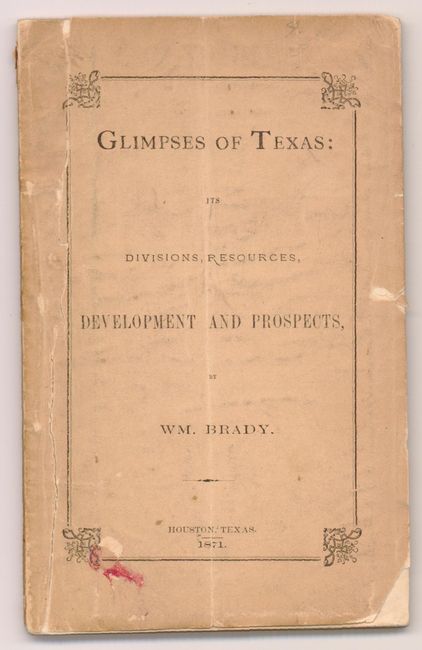 GLIMPSES OF TEXAS:
ITS
DIVISIONS, RESOURCES,
DEVELOPMENT AND PROSPECTS,
BY
WM. BRADY.
HOUSTON, TEXAS.
1871.